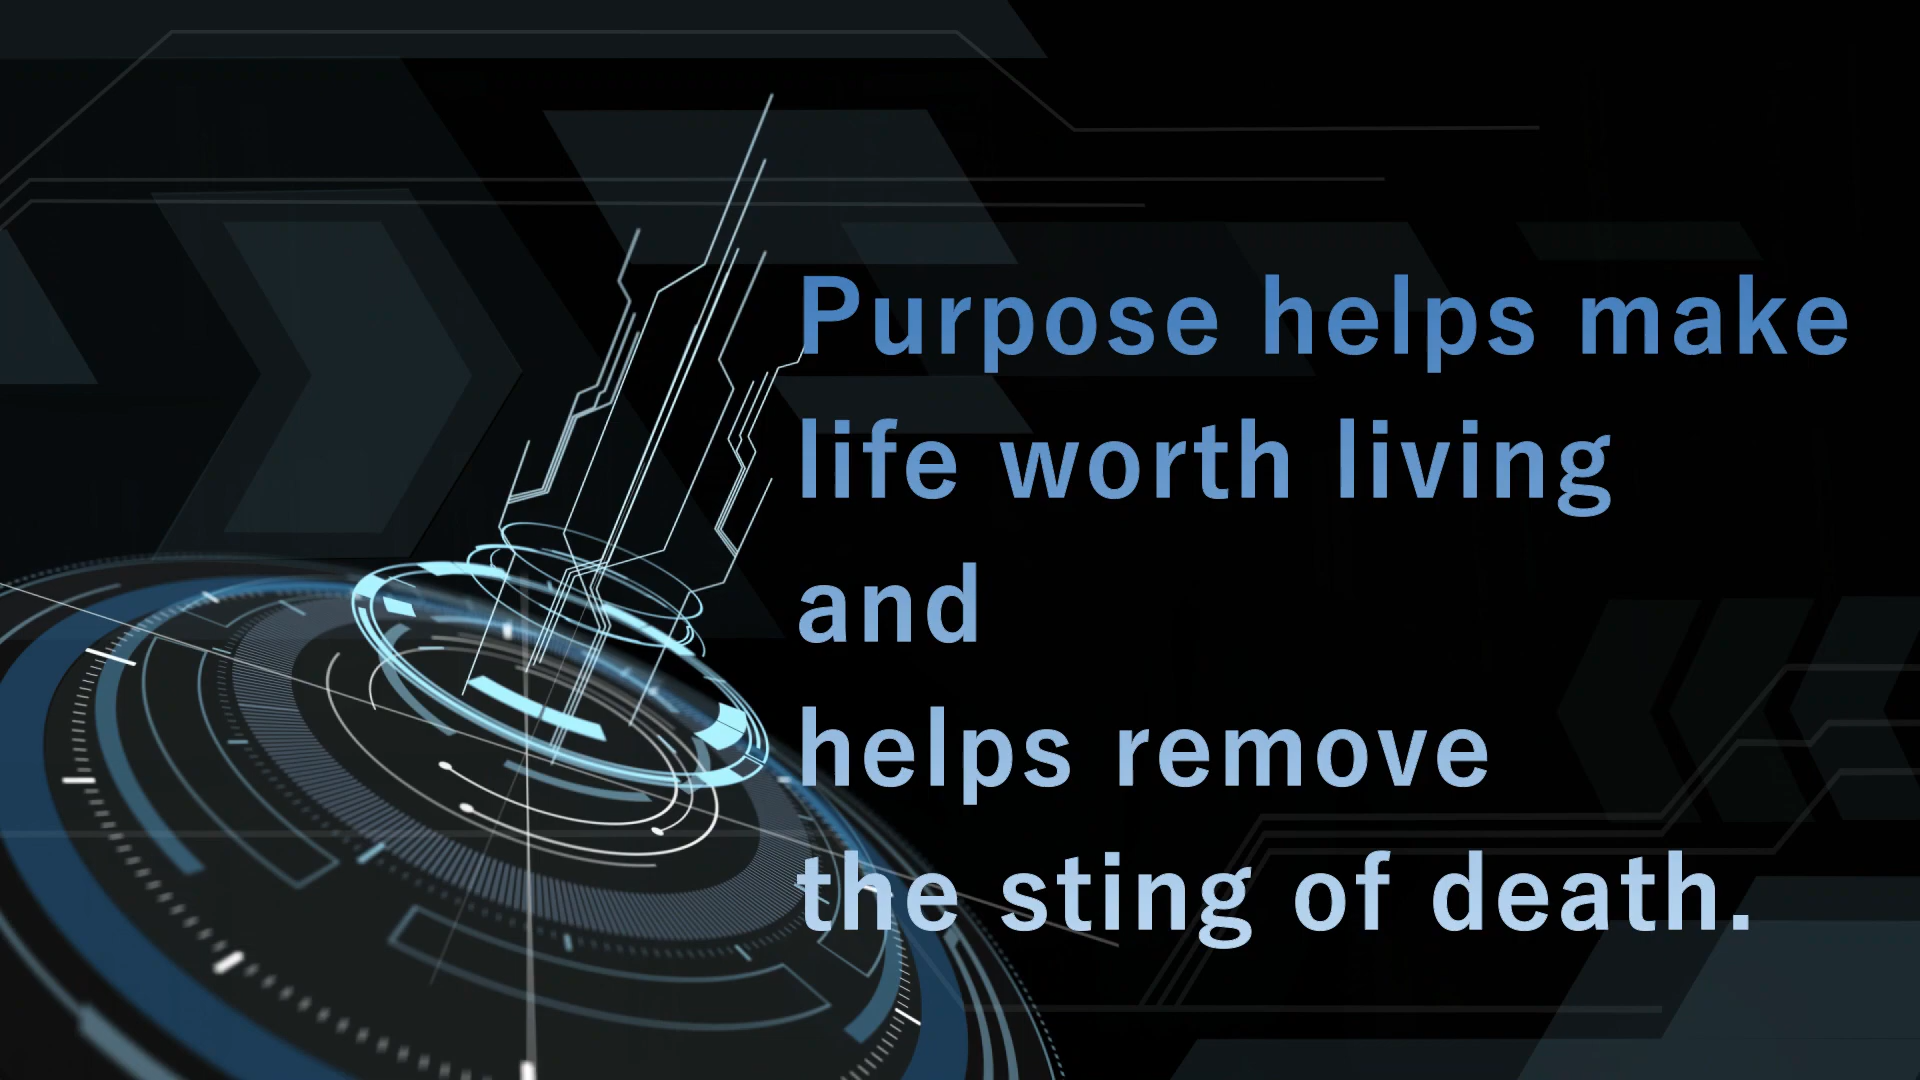 Purpose helps make
life worth living
and
helps remove
the sting of death.